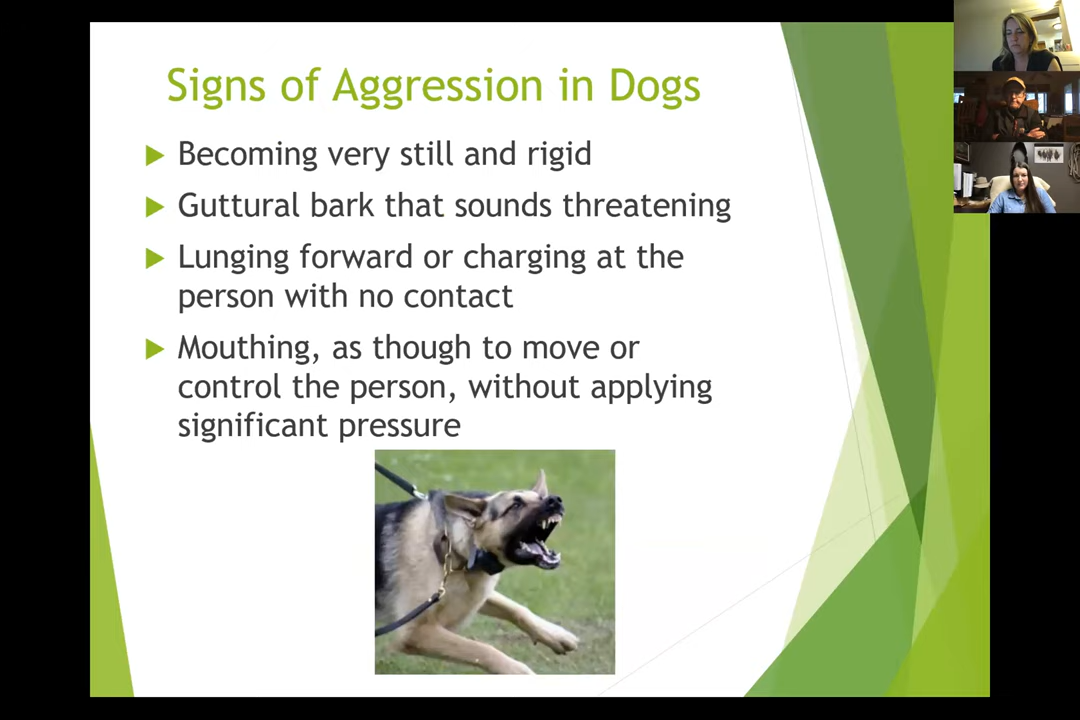 Signs of Aggression in Dogs
Becoming very still and rigid
Guttural bark that sounds threatening
Lunging forward or charging at the
person with no contact
Mouthing, as though to move or
control the person, without applying
significant pressure